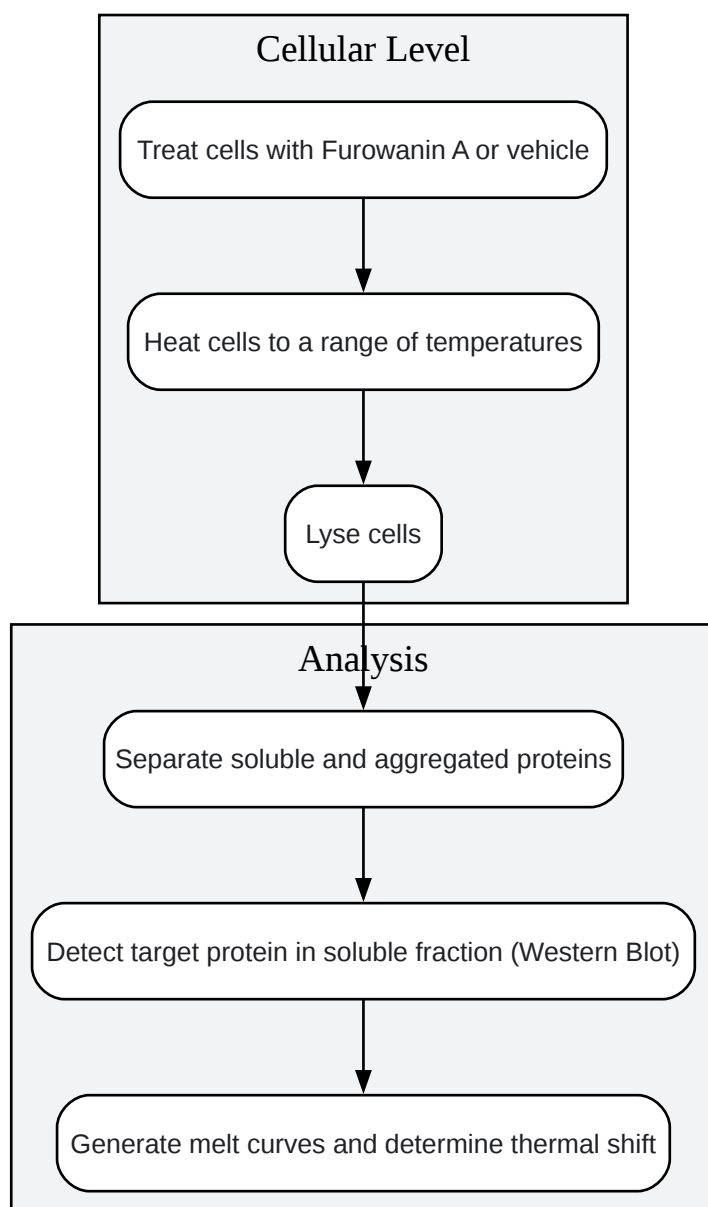 Cellular Level
Treat cells with Furowanin A or vehicle
Heat cells to a range of temperatures
Lyse cells
Analysis
Separate soluble and aggregated proteins
Detect target protein in soluble fraction (Western Blot)
Generate melt curves and determine thermal shift